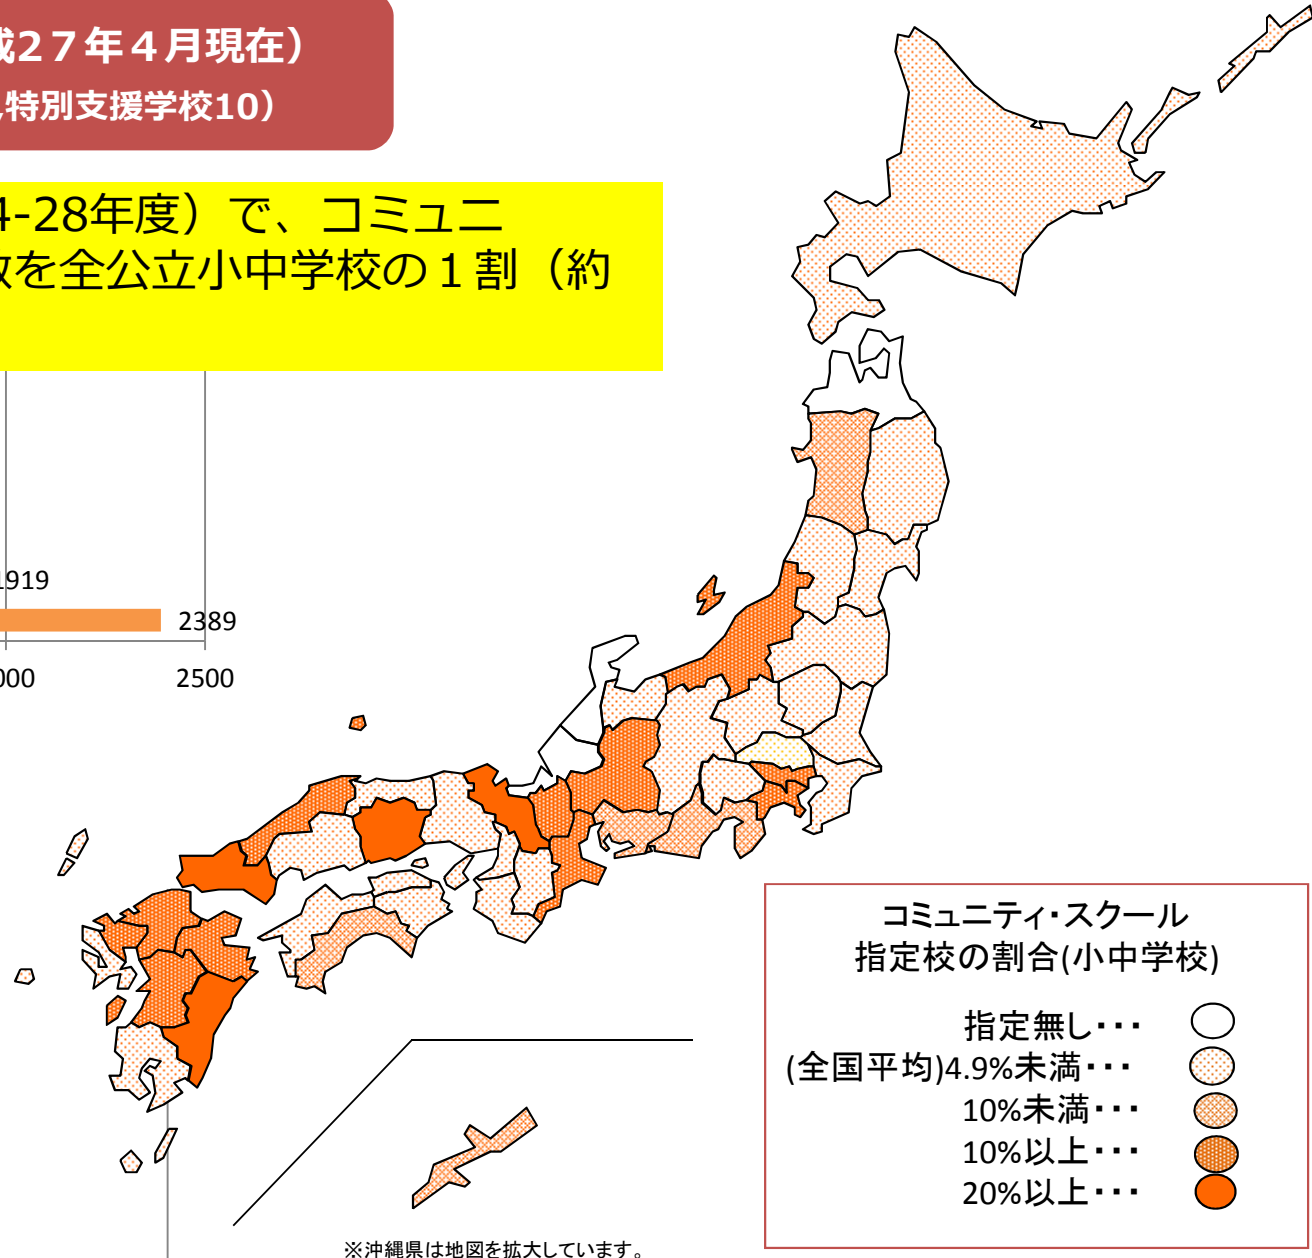 成27年４月現在）
,特別支援学校10）
4-28年度）で、コミュニ
数を全公立小中学校の１割（約
1919
2389
000
2500
コミュニティ・スクール
指定校の割合(小中学校)
指定無し・・・
(全国平均)4.9%未満・・・
10%未満・・・
10%以上・・・
20%以上・・・
※沖縄県は地図を拡大しています。